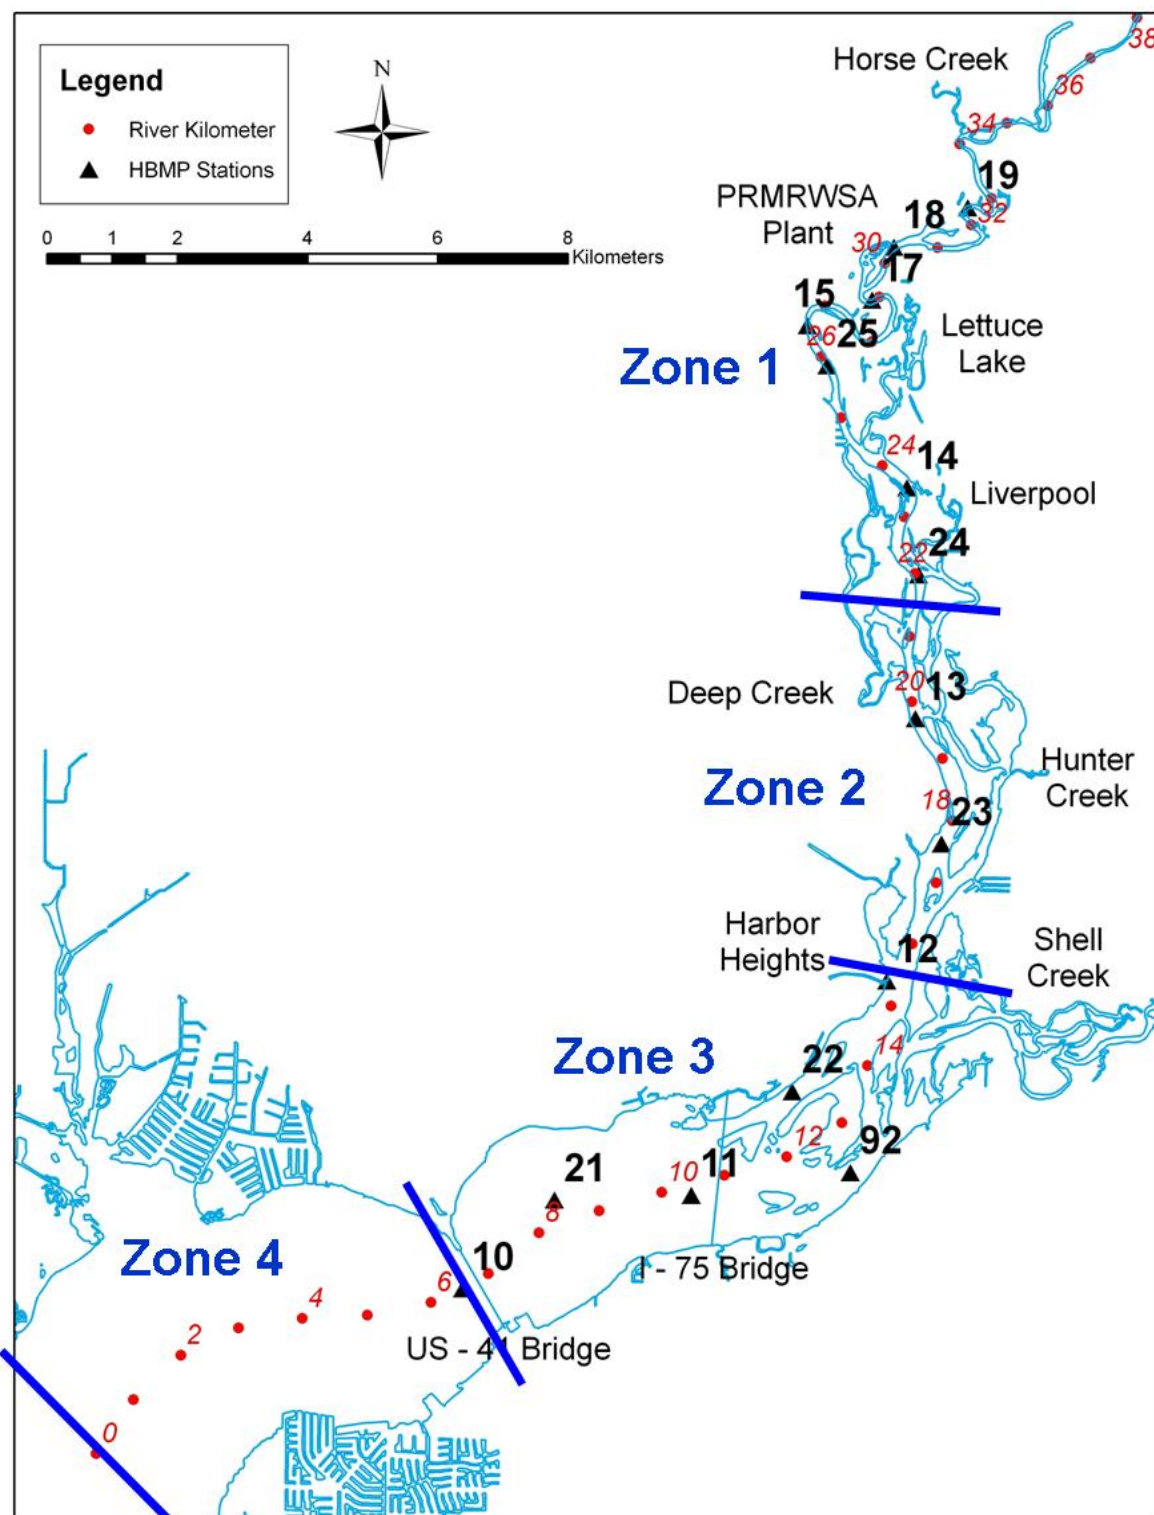 38
Horse Creek
36
Legend
N
River Kilometer
34
HBMP Stations
19
PRMRWSA
Plant
18
32
0 1 2 4 6 8
Kilometers
30
17
15
26
25
Lettuce
Lake
Zone 1
24
14
Liverpool
22
24
Deep Creek
20
13
Zone 2
Hunter
Creek
18
23
Harbor
Heights
12
Shell
Creek
Zone 3
22
14
12
92
21
10
11
8
Zone 4
10
I - 75 Bridge
6
4
2
US - 41 Bridge
0